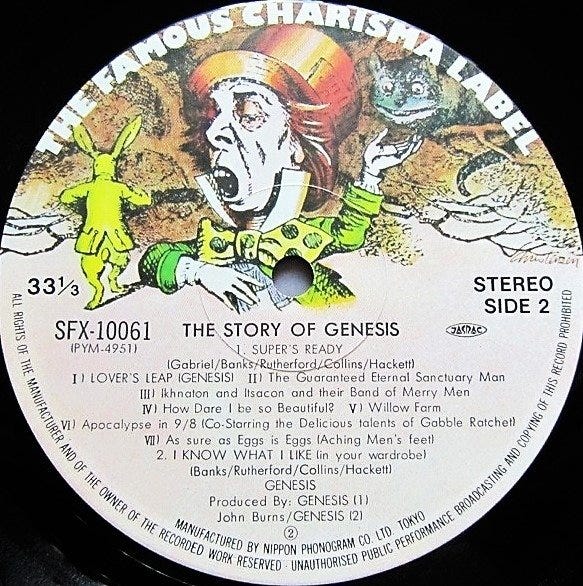 THE FAMOUS CHARISMA LABEL
Christensen
33 1/3
STEREO
SIDE 2
SFX-10061
(PYM-4951)
THE STORY OF GENESIS
JASRAC
1. SUPER'S READY
(Gabriel/Banks/Rutherford/Collins/Hackett)
I) LOVER'S LEAP (GENESIS) II) The Guaranteed Eternal Sanctuary Man
III) Ikhnaton and Itsacon and their Band of Merry Men
IV) How Dare I be so Beautiful? V) Willow Farm
VI) Apocalypse in 9/8 (Co-Starring the Delicious talents of Gabble Ratchet)
VII) As sure as Eggs is Eggs (Aching Men's feet)
2. I KNOW WHAT I LIKE (in your wardrobe)
(Banks/Rutherford/Collins/Hackett)
GENESIS
Produced By: GENESIS (1)
John Burns/GENESIS (2)
②
MANUFACTURED BY NIPPON PHONOGRAM CO. LTD. TOKYO
ALL RIGHTS OF THE MANUFACTURER AND OF THE OWNER OF THE RECORDED WORK RESERVED - UNAUTHORISED PUBLIC PERFORMANCE BROADCASTING AND COPYING OF THIS RECORD PROHIBITED